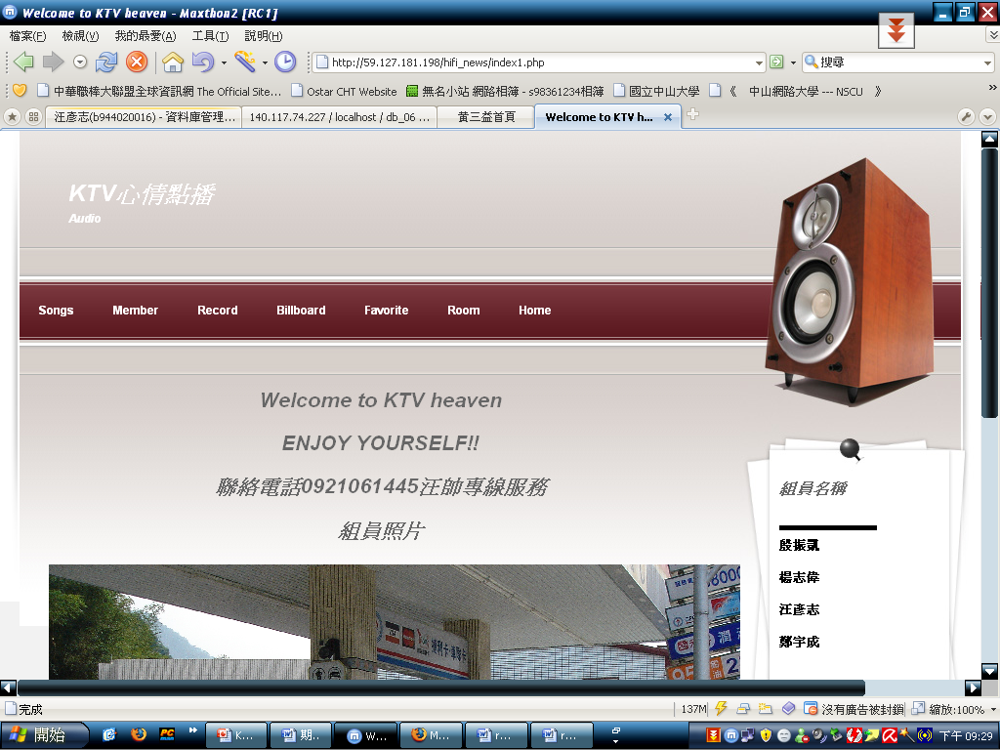 Welcome to KTV heaven - Maxthon2 [RC1]
檔案(F) 檢視(V) 我的最愛(A) 工具(T) 說明(H)
http://59.127.181.198/hifi_news/index1.php 搜尋
中華職棒大聯盟全球資訊網 The Official Site... Ostar CHT Website 無名小站 網路相簿 - s98361234相簿 國立中山大學 《 中山網路大學 --- NSCU 》
汪彥志(b944020016) - 資料庫管理... 140.117.74.227 / localhost / db_06 ... 黃三益首頁 Welcome to KTV h...
KTV心情點播
Audio
Songs Member Record Billboard Favorite Room Home
Welcome to KTV heaven
ENJOY YOURSELF!!
聯絡電話0921061445汪帥專線服務
組員照片
組員名稱
殷振凱
楊志偉
汪彥志
鄭宇成
完成 137M 沒有廣告被封鎖 縮放:100%
開始 K... 期... W... M... r... r... 下午 09:29